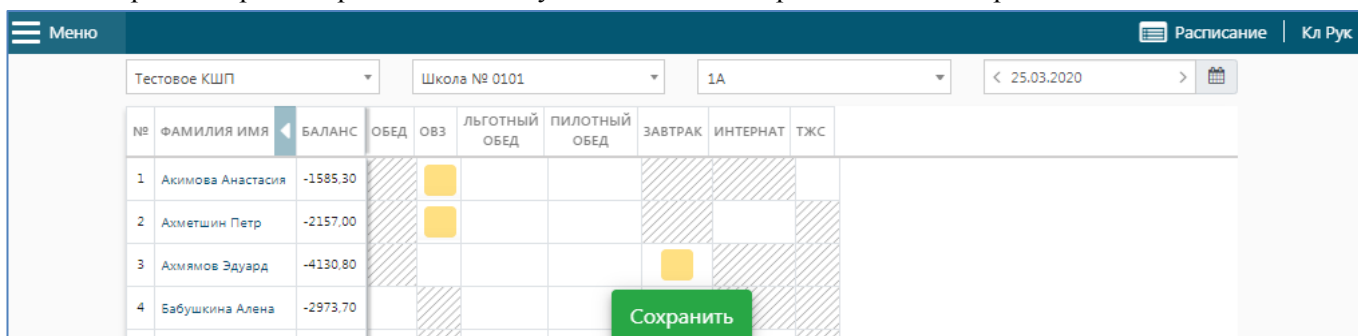 Меню Расписание Кл Рук
Тестовое КШП Школа № 0101 1А 25.03.2020
№ ФАМИЛИЯ ИМЯ БАЛАНС ОБЕД ОВЗ ЛЬГОТНЫЙ ОБЕД ПИЛОТНЫЙ ОБЕД ЗАВТРАК ИНТЕРНАТ ТЖС
1 Акимова Анастасия -1585,30
2 Ахметшин Петр -2157,00
3 Ахмямов Эдуард -4130,80
4 Бабушкина Алена -2973,70
Сохранить